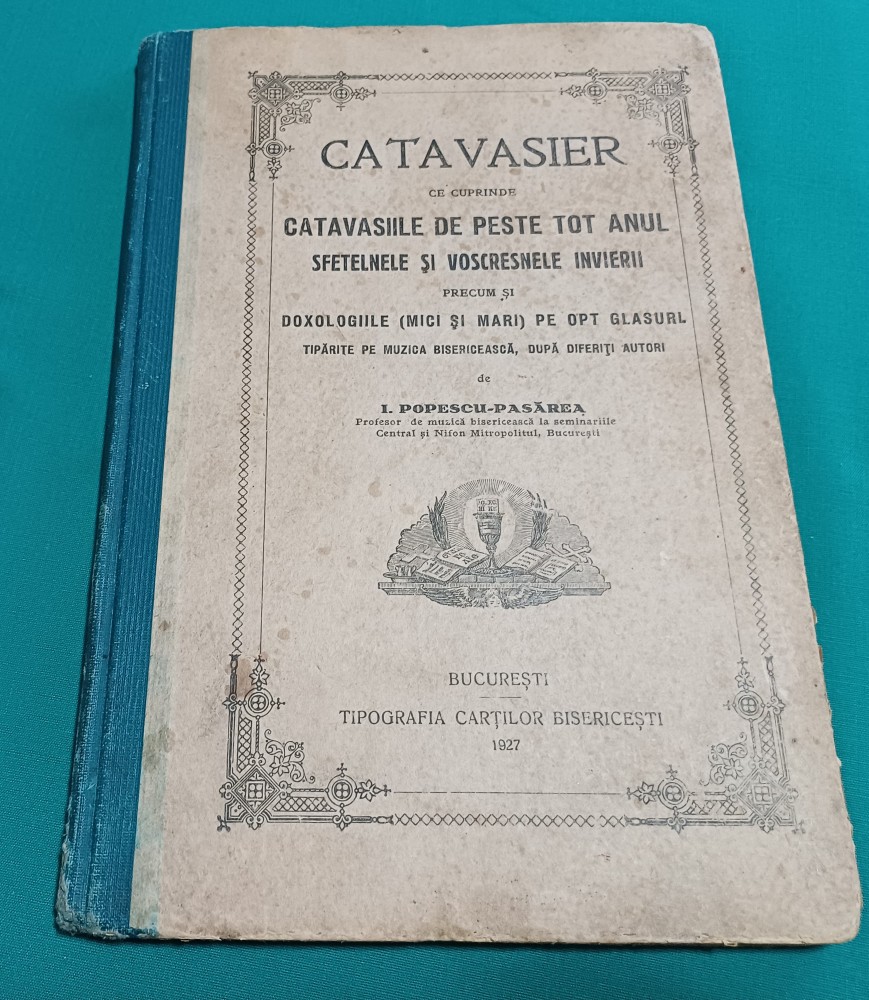 CATAVASIER
CE CUPRINDE
CATAVASIILE DE PESTE TOT ANUL
SFETELNELE ȘI VOSCRESNELE INVIERII
PRECUM ȘI
DOXOLOGIILE (MICI ȘI MARI) PE OPT GLASURI.
TIPĂRITE PE MUZICA BISERICEASCĂ, DUPĂ DIFERIȚI AUTORI
de
I. POPESCU-PASĂREA
Profesor de muzică bisericească la seminariile
Central și Nifon Mitropolitul, București
BUCUREȘTI
TIPOGRAFIA CARȚILOR BISERICEȘTI
1927